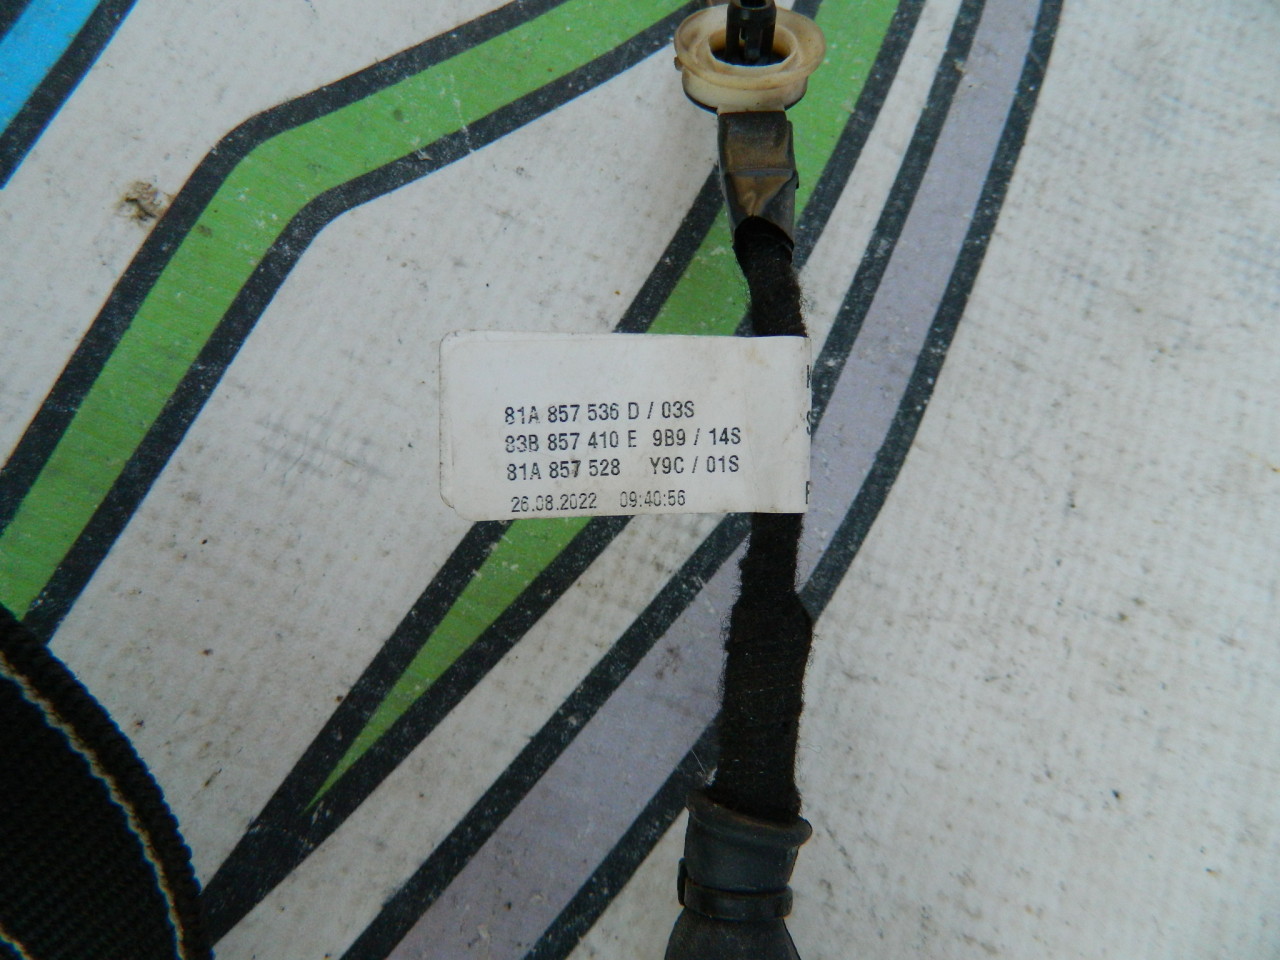 81A 857 536 D / 03S
83B 857 410 E 9B9 / 14S
81A 857 528 Y9C / 01S
26.08.2022 09:40:56